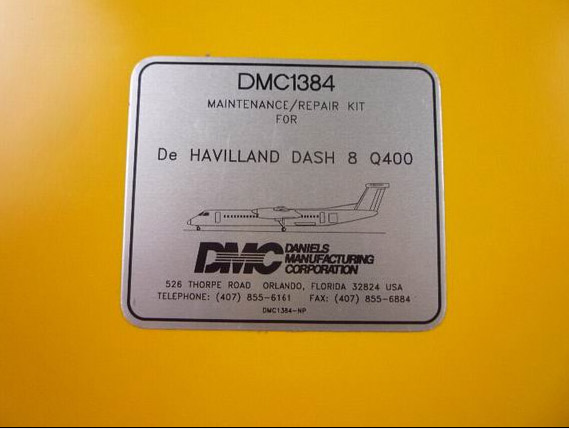 DMC1384
MAINTENANCE/REPAIR KIT
FOR
De HAVILLAND DASH 8 Q400
DMC DANIELS
MANUFACTURING
CORPORATION
526 THORPE ROAD ORLANDO, FLORIDA 32824 USA
TELEPHONE: (407) 855-6161 FAX: (407) 855-6884
DMC1384-NP